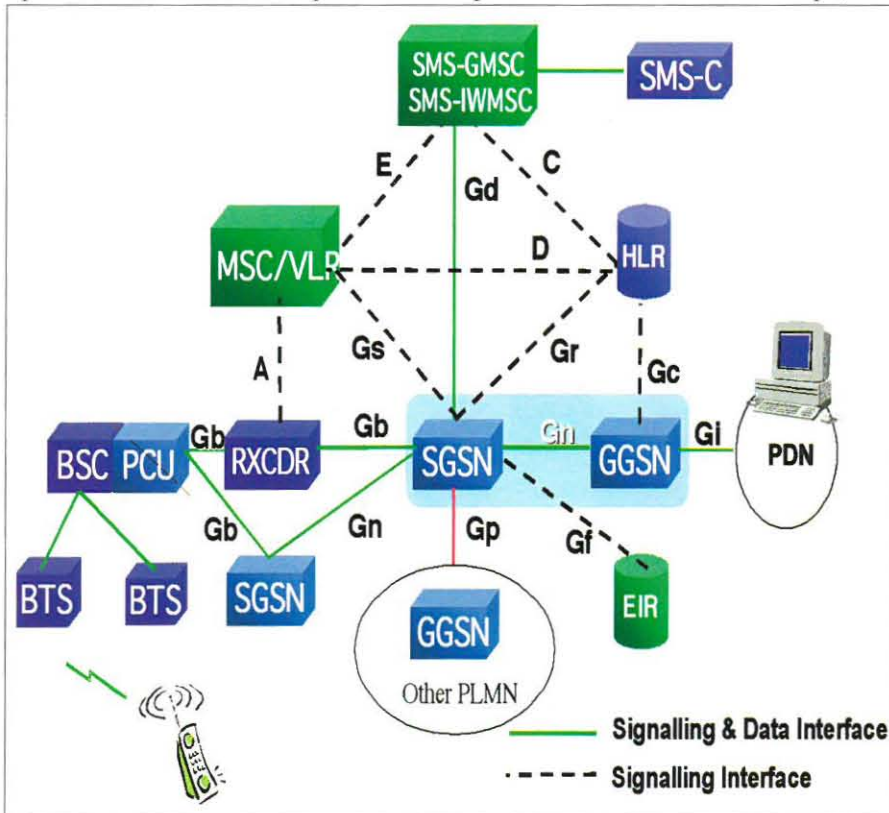 SMS-GMSC
SMS-IWMSC
SMS-C
E
C
Gd
MSC/VLR
D
HLR
Gs
Gr
A
Gc
Gb
Gb
Gn
Gi
BSC
PCU
RXCDR
SGSN
GGSN
PDN
Gb
Gn
Gp
Gf
BTS
BTS
SGSN
EIR
GGSN
Other PLMN
Signalling & Data Interface
Signalling Interface